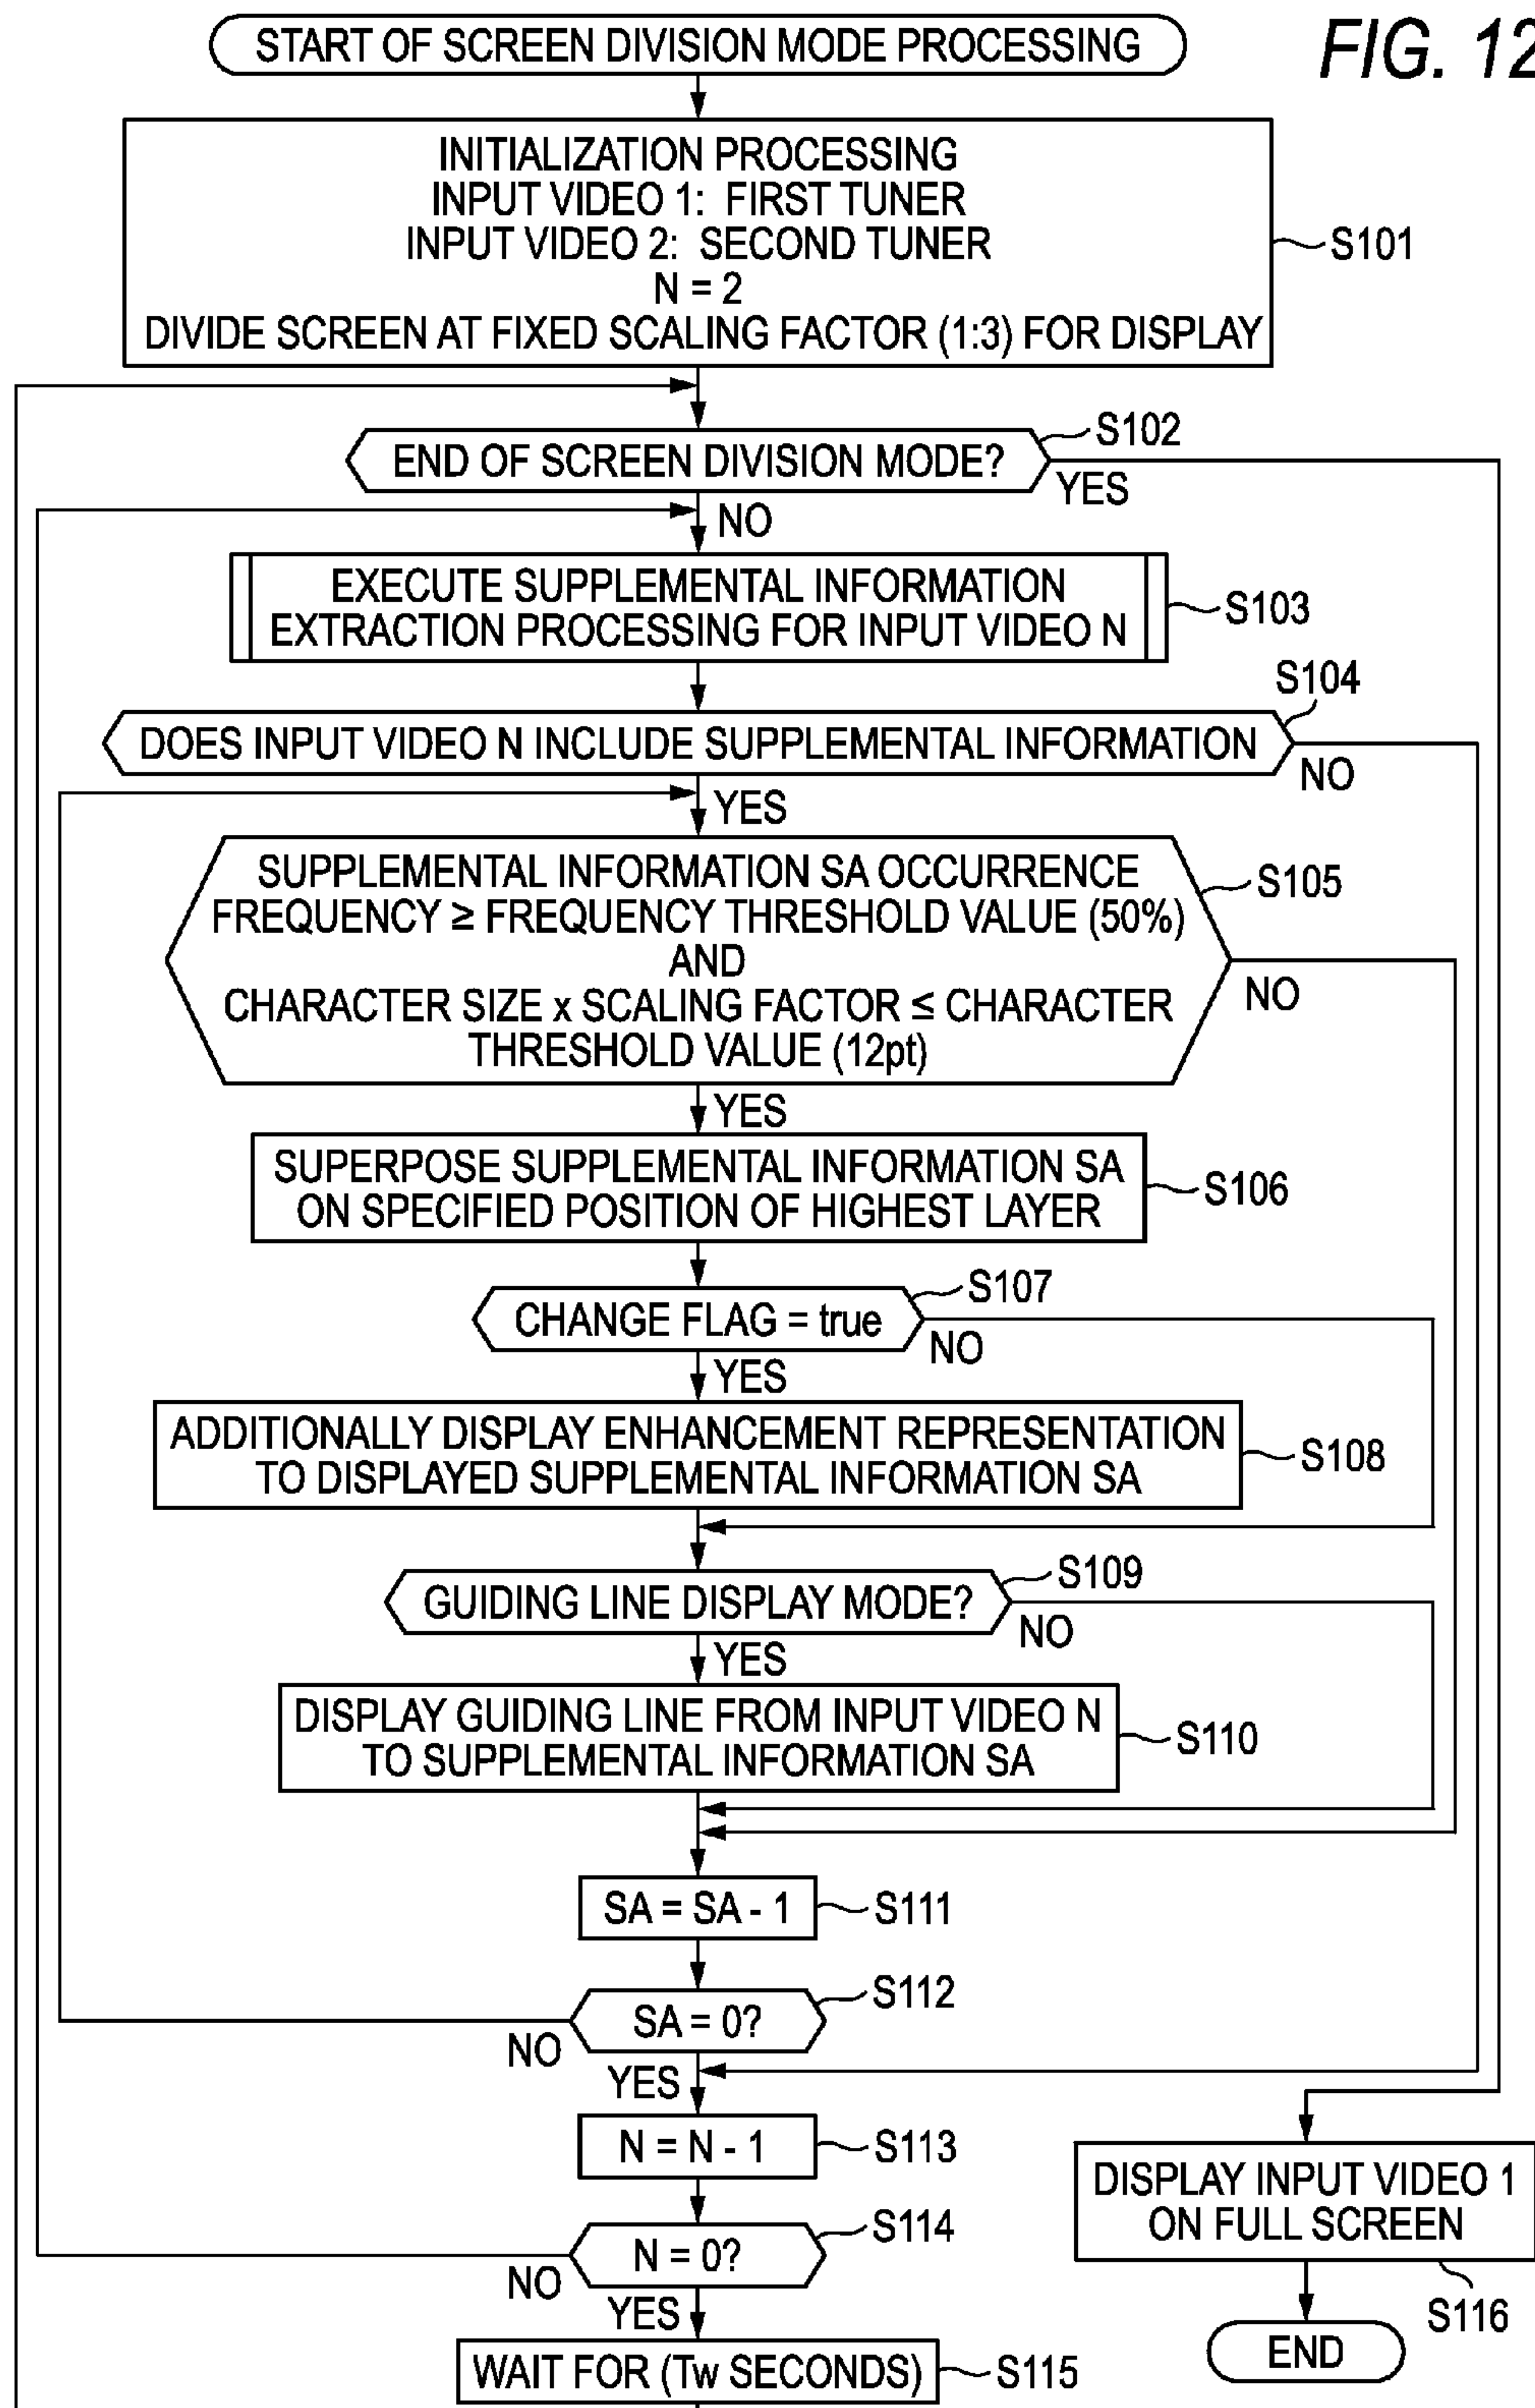 START OF SCREEN DIVISION MODE PROCESSING
FIG. 12
INITIALIZATION PROCESSING
INPUT VIDEO 1: FIRST TUNER
INPUT VIDEO 2: SECOND TUNER
N = 2
DIVIDE SCREEN AT FIXED SCALING FACTOR (1:3) FOR DISPLAY
S101
END OF SCREEN DIVISION MODE?
S102
YES
NO
EXECUTE SUPPLEMENTAL INFORMATION
EXTRACTION PROCESSING FOR INPUT VIDEO N
S103
DOES INPUT VIDEO N INCLUDE SUPPLEMENTAL INFORMATION
S104
NO
YES
SUPPLEMENTAL INFORMATION SA OCCURRENCE
FREQUENCY ≥ FREQUENCY THRESHOLD VALUE (50%)
AND
CHARACTER SIZE x SCALING FACTOR ≤ CHARACTER
THRESHOLD VALUE (12pt)
S105
NO
YES
SUPERPOSE SUPPLEMENTAL INFORMATION SA
ON SPECIFIED POSITION OF HIGHEST LAYER
S106
CHANGE FLAG = true
S107
NO
YES
ADDITIONALLY DISPLAY ENHANCEMENT REPRESENTATION
TO DISPLAYED SUPPLEMENTAL INFORMATION SA
S108
GUIDING LINE DISPLAY MODE?
S109
NO
YES
DISPLAY GUIDING LINE FROM INPUT VIDEO N
TO SUPPLEMENTAL INFORMATION SA
S110
SA = SA - 1
S111
SA = 0?
S112
NO
YES
N = N - 1
S113
N = 0?
S114
NO
YES
WAIT FOR (Tw SECONDS)
S115
DISPLAY INPUT VIDEO 1
ON FULL SCREEN
S116
END